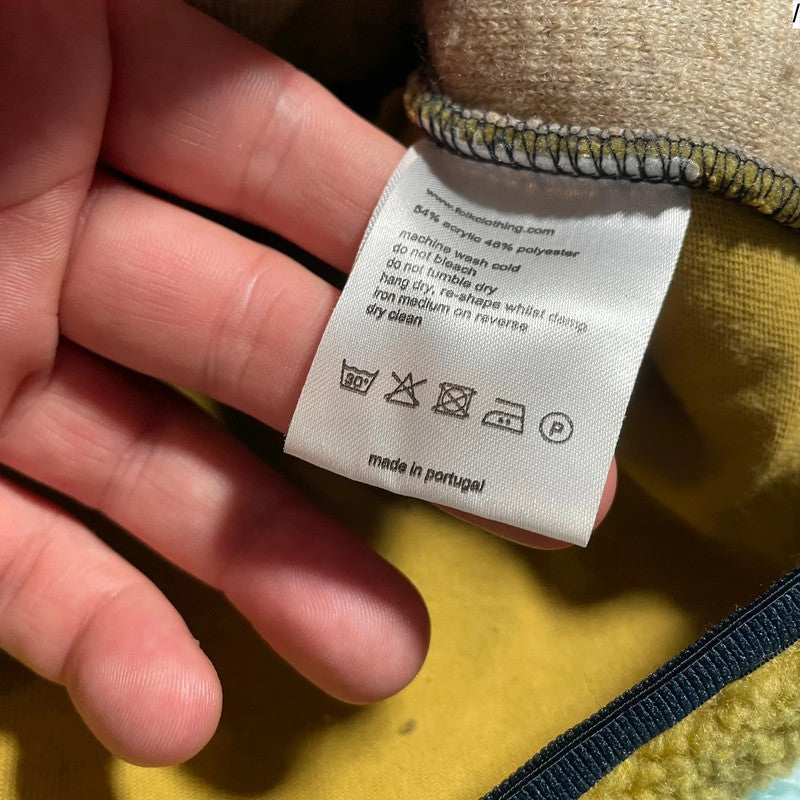 www.folkclothing.com
54% acrylic 46% polyester
machine wash cold
do not bleach
do not tumble dry
hang dry, re-shape whilst damp
iron medium on reverse
dry clean
30°
P
made in portugal